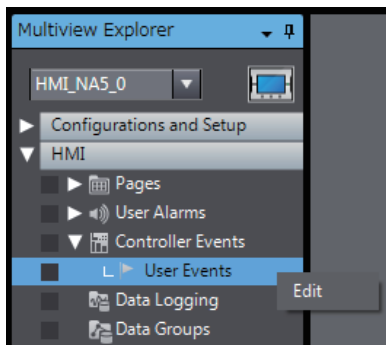 Multiview Explorer
HMI_NA5_0
Configurations and Setup
HMI
Pages
User Alarms
Controller Events
User Events
Edit
Data Logging
Data Groups